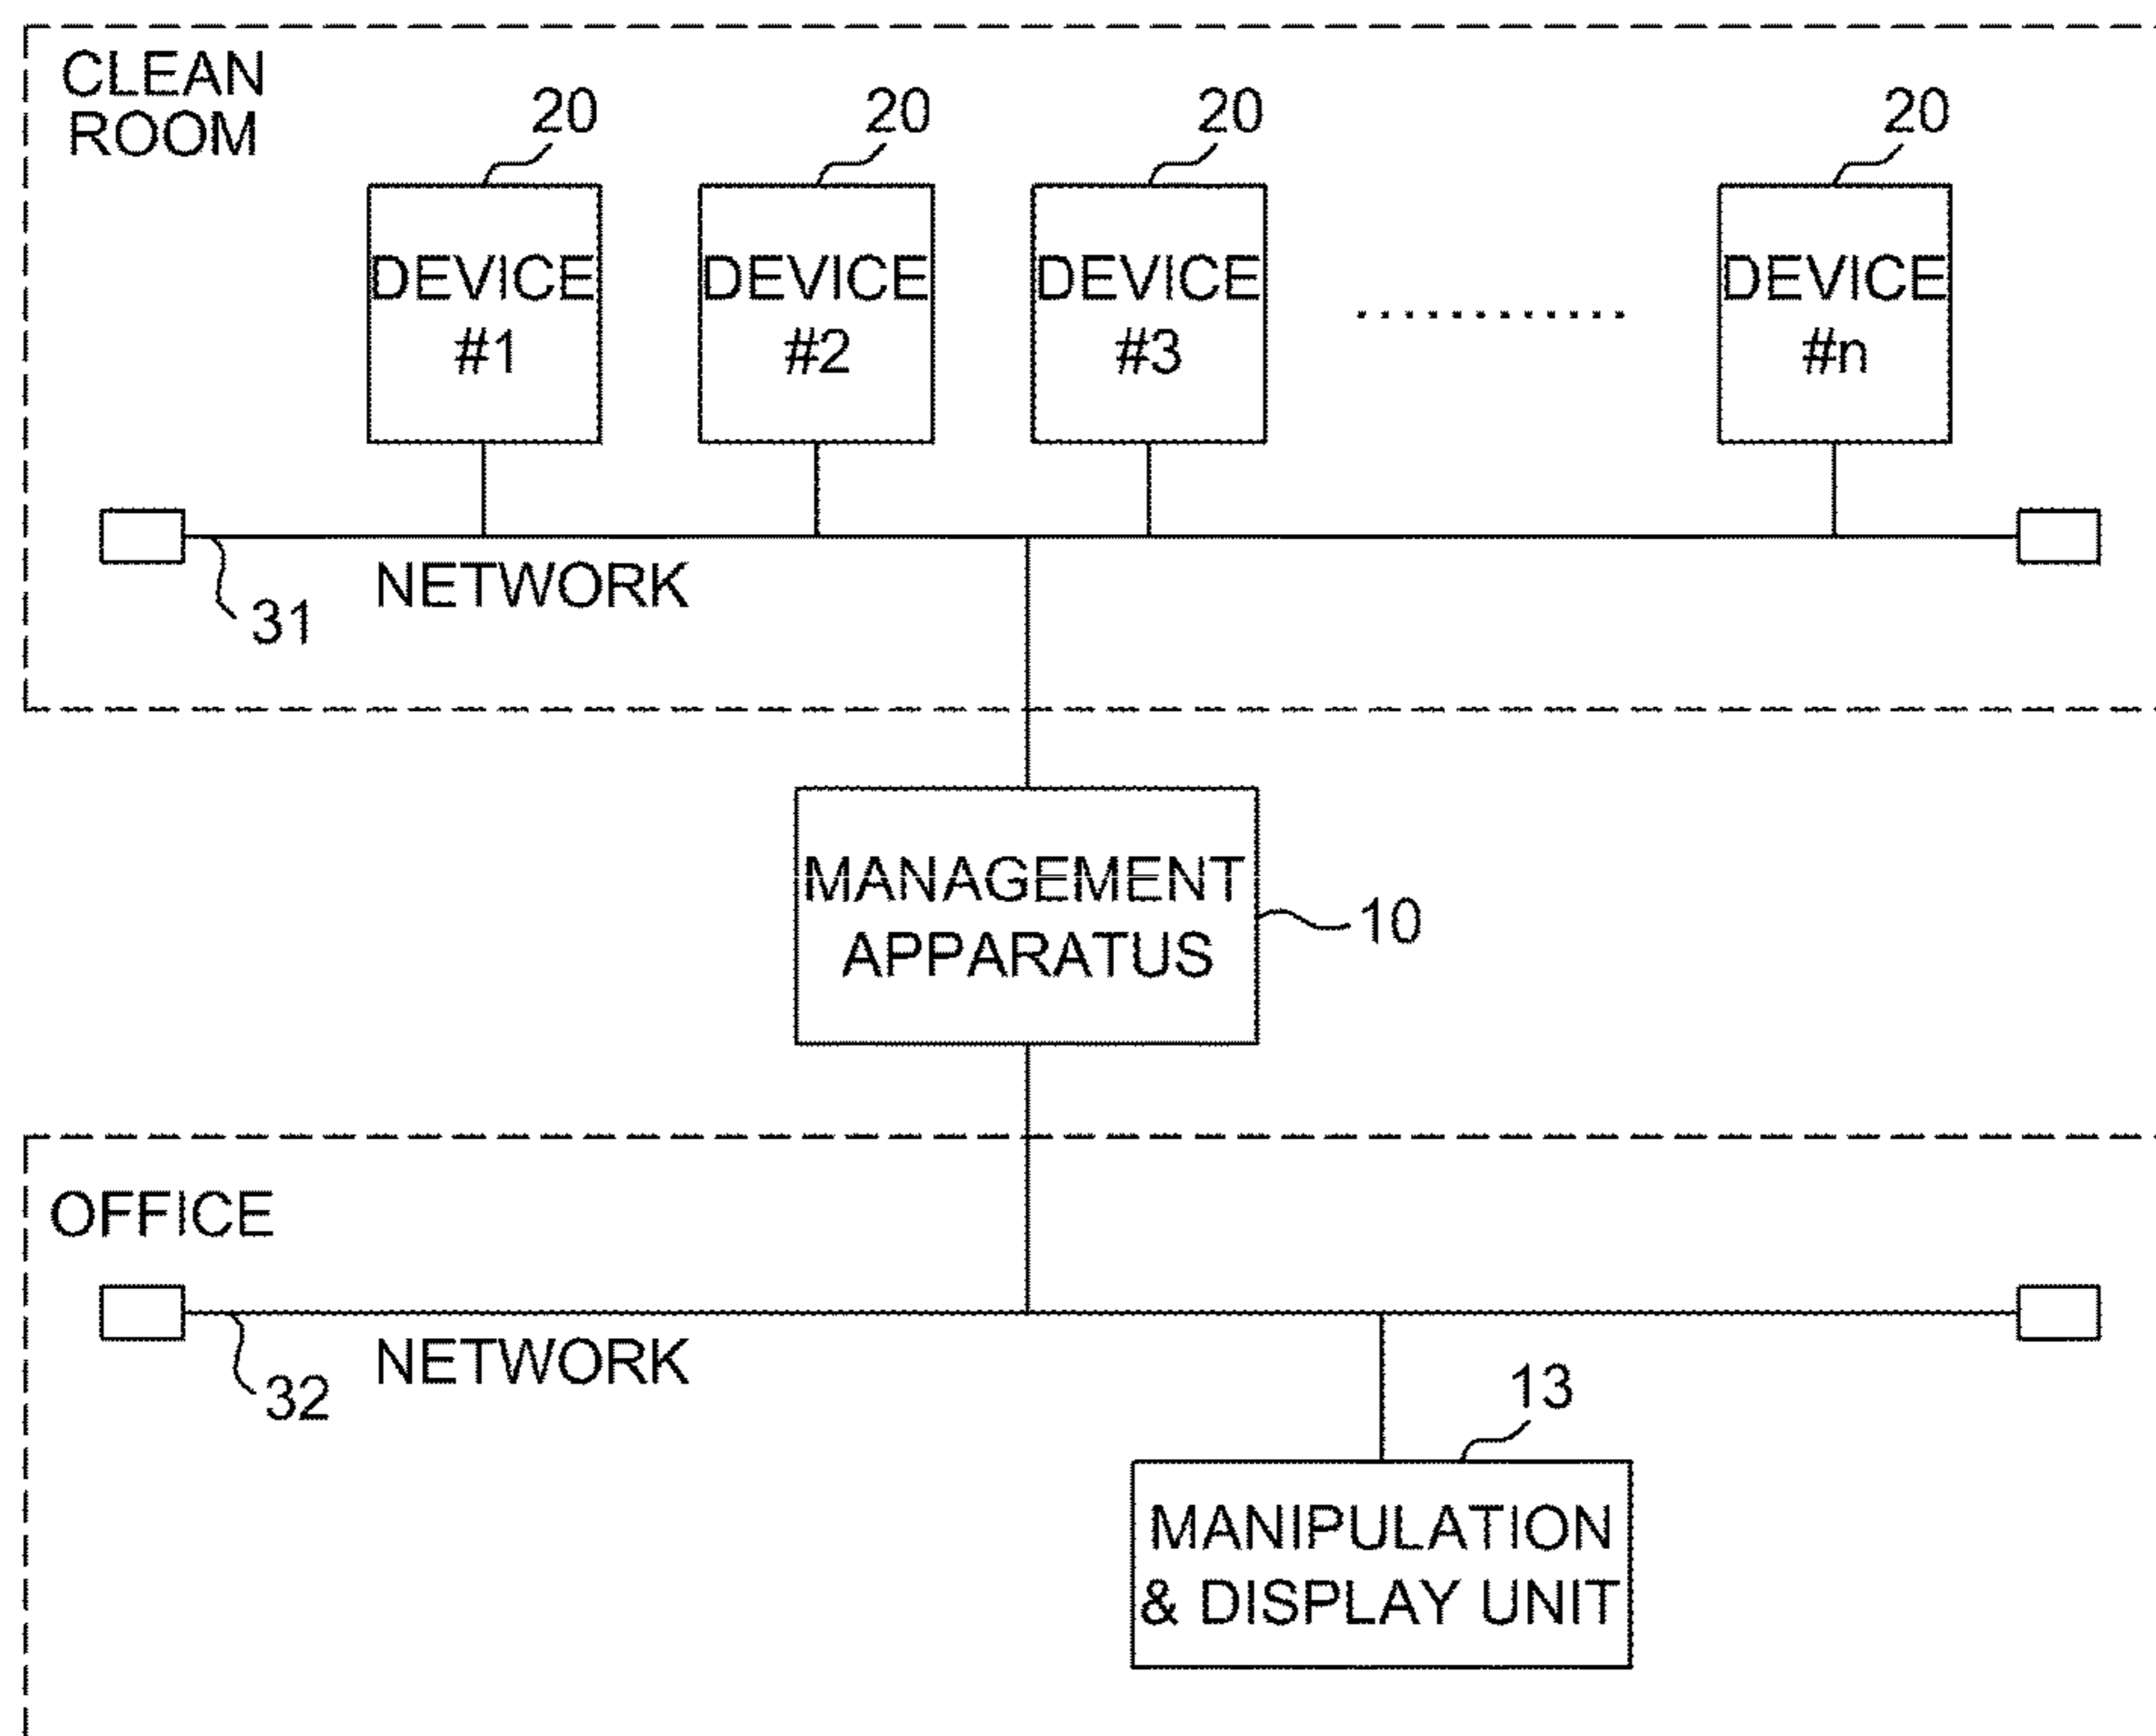 CLEAN
ROOM
20
20
20
20
DEVICE
#1
DEVICE
#2
DEVICE
#3
............
DEVICE
#n
NETWORK
31
MANAGEMENT
APPARATUS
10
OFFICE
NETWORK
32
13
MANIPULATION
& DISPLAY UNIT